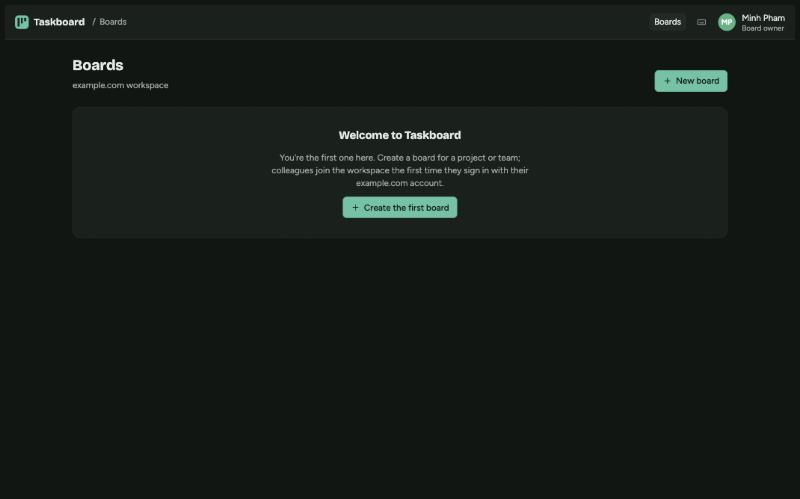 Taskboard / Boards
Boards
MP
Minh Pham
Board owner
Boards
example.com workspace
+ New board
Welcome to Taskboard
You're the first one here. Create a board for a project or team;
colleagues join the workspace the first time they sign in with their
example.com account.
+ Create the first board